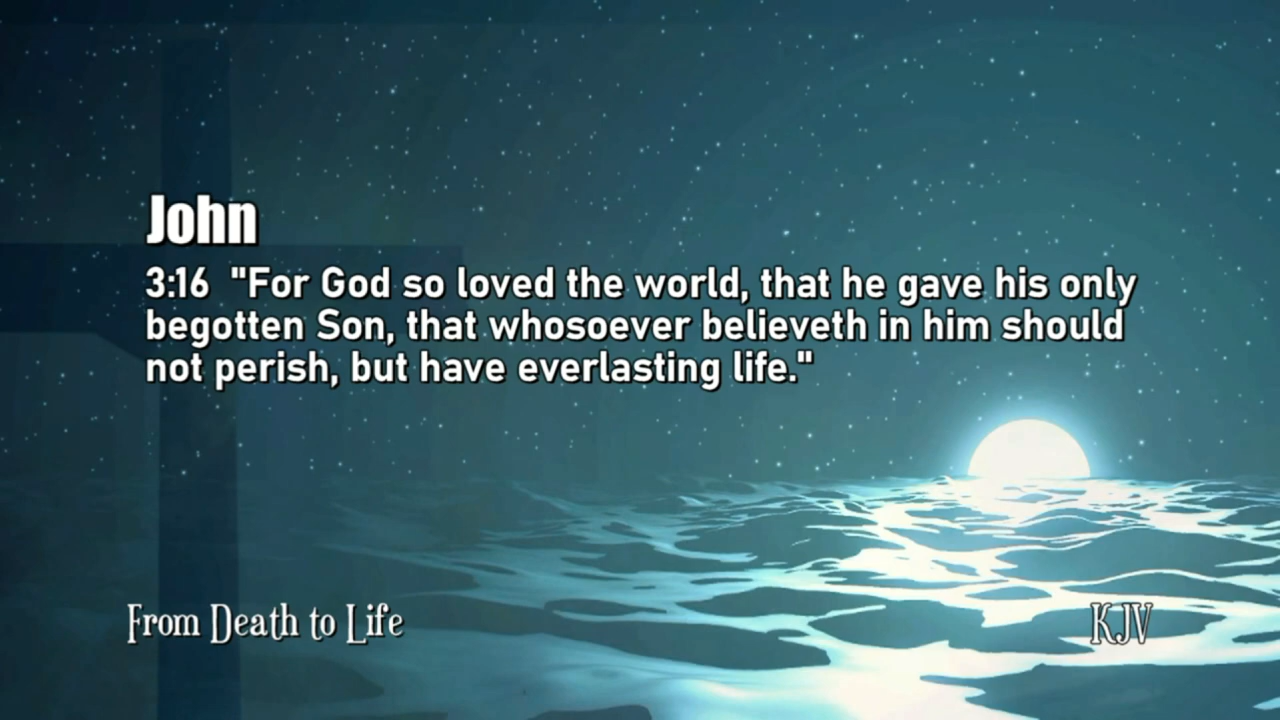 John
3:16 "For God so loved the world, that he gave his only
begotten Son, that whosoever believeth in him should
not perish, but have everlasting life."
From Death to Life
KJV